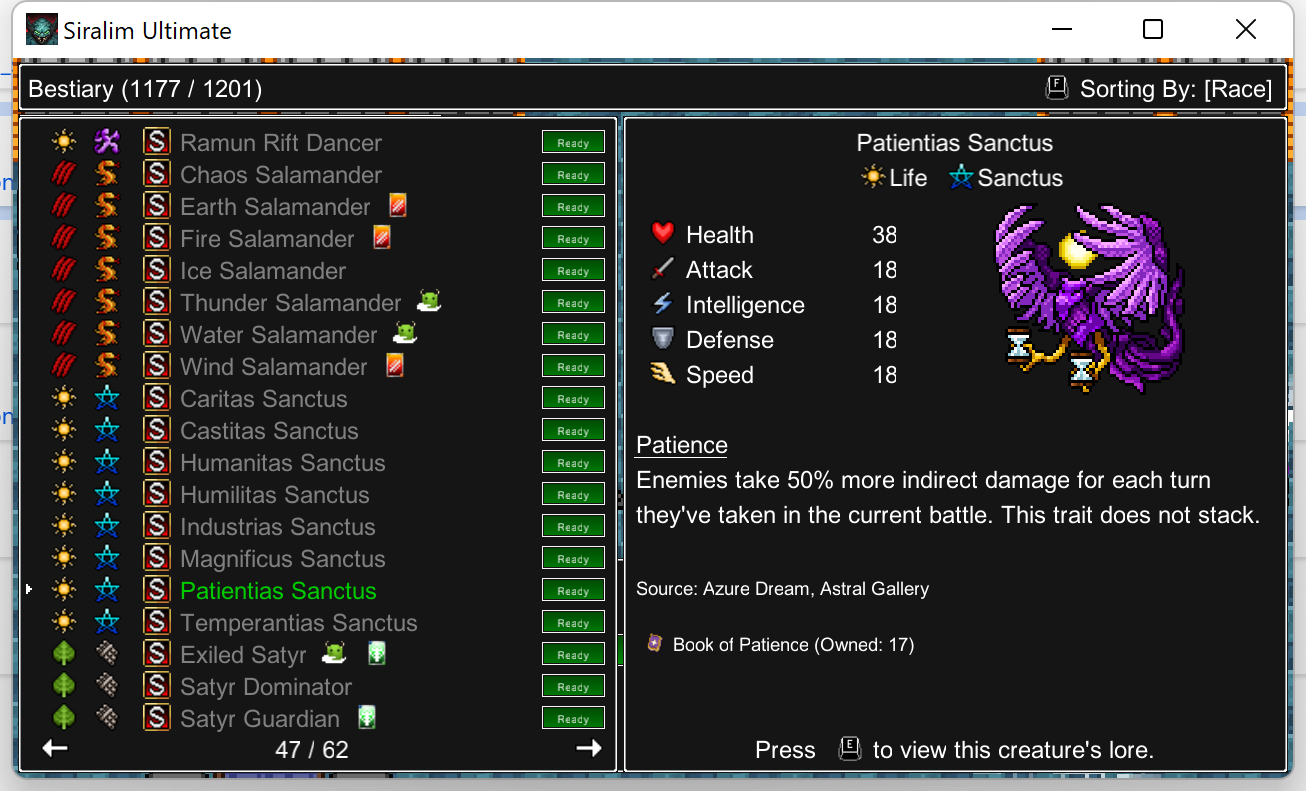 Siralim Ultimate
Bestiary (1177 / 1201)
F Sorting By: [Race]
S Ramun Rift Dancer Ready
S Chaos Salamander Ready
S Earth Salamander Ready
S Fire Salamander Ready
S Ice Salamander Ready
S Thunder Salamander Ready
S Water Salamander Ready
S Wind Salamander Ready
S Caritas Sanctus Ready
S Castitas Sanctus Ready
S Humanitas Sanctus Ready
S Humilitas Sanctus Ready
S Industrias Sanctus Ready
S Magnificus Sanctus Ready
S Patientias Sanctus Ready
S Temperantias Sanctus Ready
S Exiled Satyr Ready
S Satyr Dominator Ready
S Satyr Guardian Ready
47 / 62
Patientias Sanctus
Life Sanctus
Health 38
Attack 18
Intelligence 18
Defense 18
Speed 18
Patience
Enemies take 50% more indirect damage for each turn
they've taken in the current battle. This trait does not stack.
Source: Azure Dream, Astral Gallery
Book of Patience (Owned: 17)
Press E to view this creature's lore.